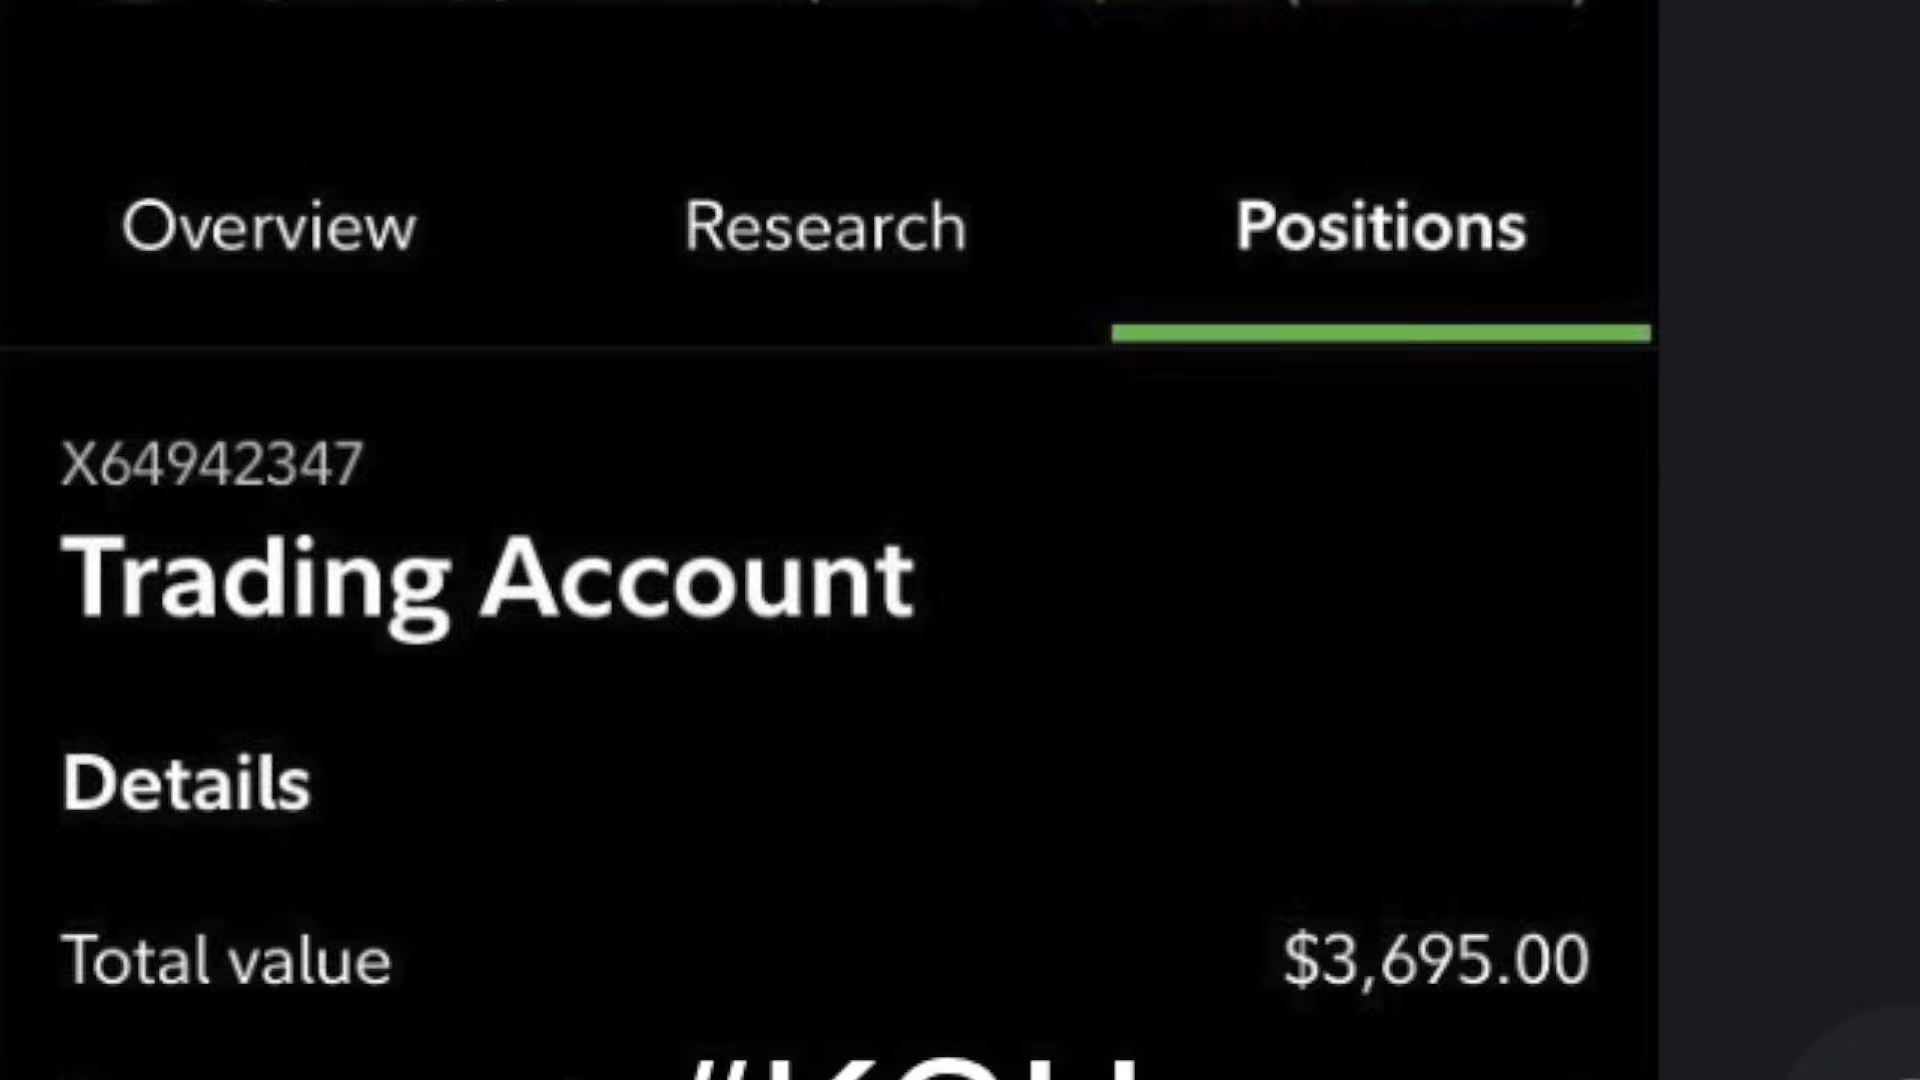 Overview Research Positions
X64942347
Trading Account
Details
Total value $3,695.00